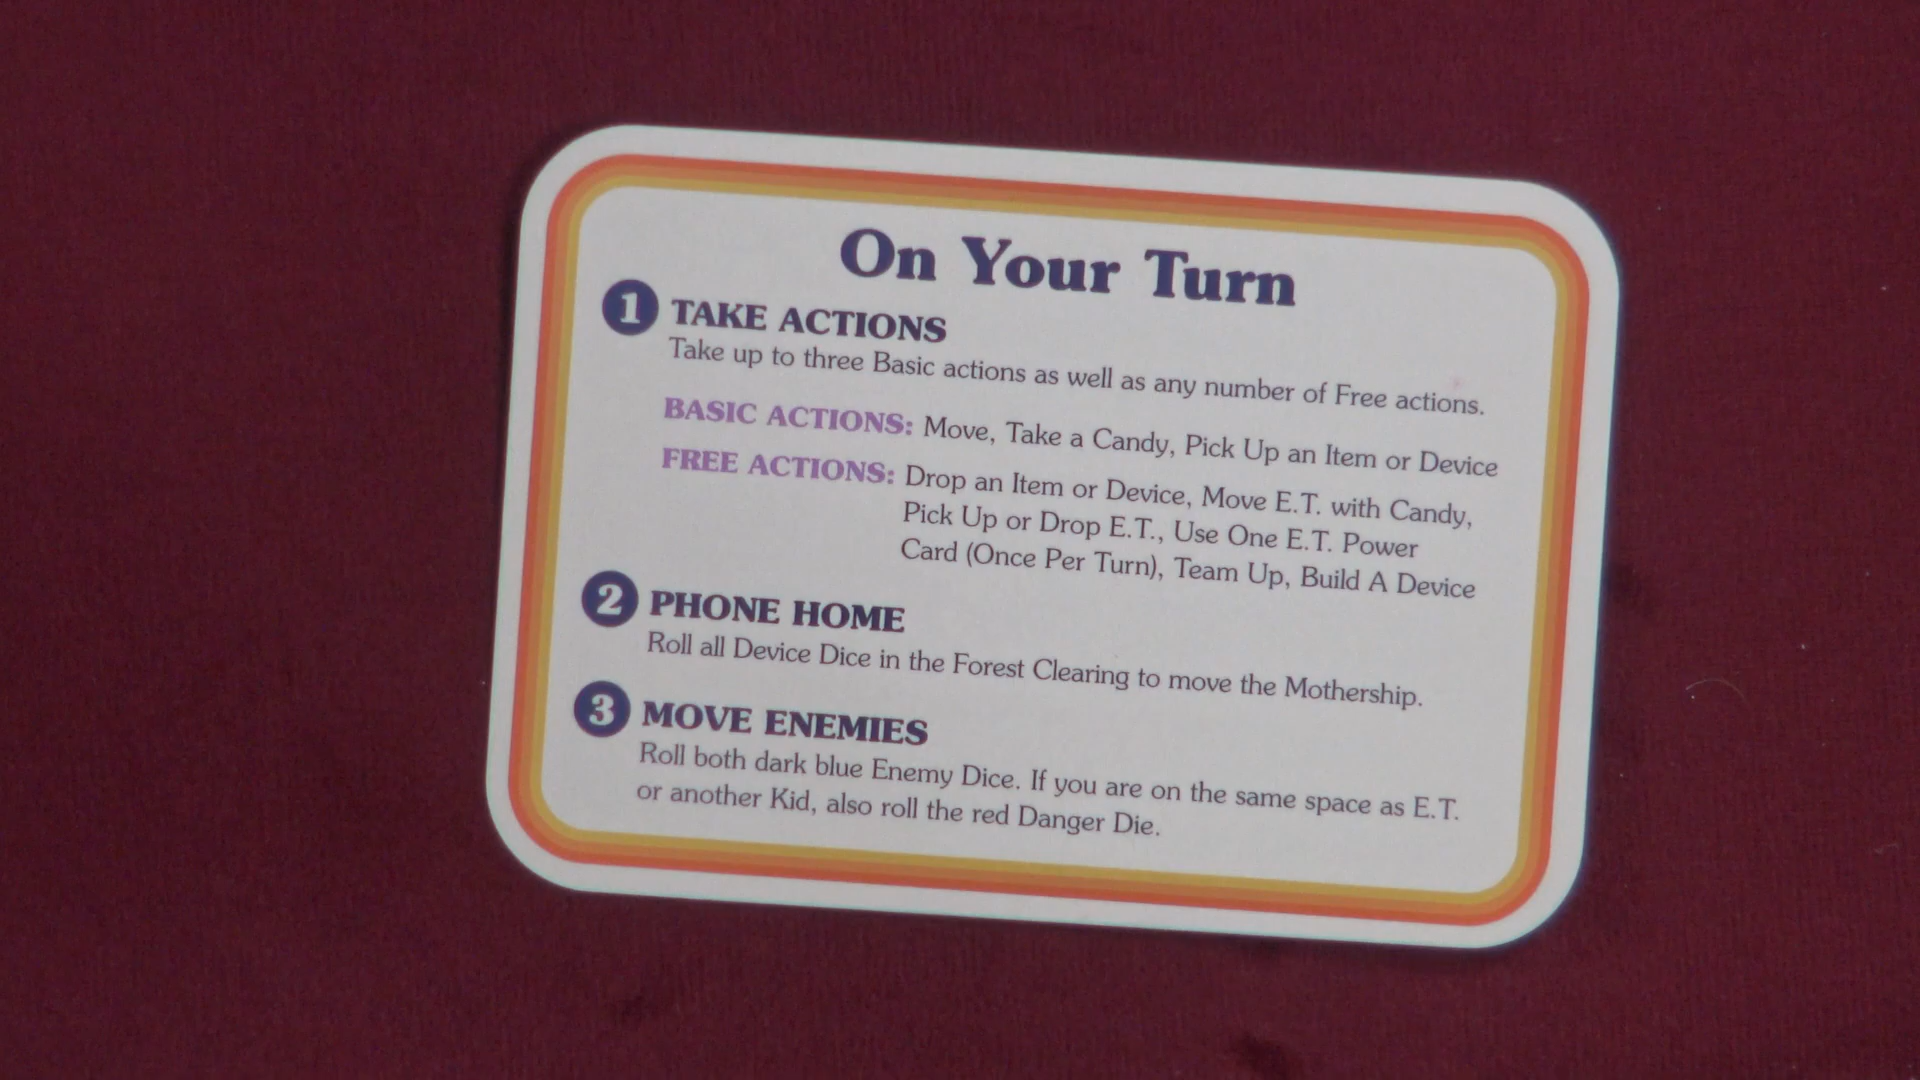 On Your Turn
1 TAKE ACTIONS
Take up to three Basic actions as well as any number of Free actions.
BASIC ACTIONS: Move, Take a Candy, Pick Up an Item or Device
FREE ACTIONS: Drop an Item or Device, Move E.T. with Candy,
Pick Up or Drop E.T., Use One E.T. Power
Card (Once Per Turn), Team Up, Build A Device
2 PHONE HOME
Roll all Device Dice in the Forest Clearing to move the Mothership.
3 MOVE ENEMIES
Roll both dark blue Enemy Dice. If you are on the same space as E.T.
or another Kid, also roll the red Danger Die.